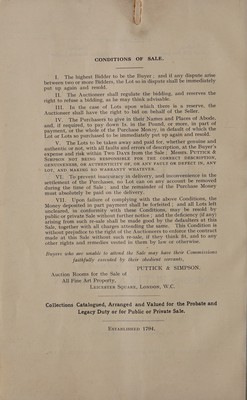 CONDITIONS OF SALE.
I. The highest Bidder to be the Buyer; and if any dispute arise
between two or more Bidders, the Lot so in dispute shall be immediately
put up again and resold.
II. The Auctioneer shall regulate the bidding, and reserves the
right to refuse a bidding, as he may think advisable.
III. In the case of Lots upon which there is a reserve, the
Auctioneer shall have the right to bid on behalf of the Seller.
IV. The Purchasers to give in their Names and Places of Abode,
and, if required, to pay down 5s. in the Pound, or more, in part of
payment, or the whole of the Purchase Money, in default of which the
Lot or Lots so purchased to be immediately put up again and resold.
V. The Lots to be taken away and paid for, whether genuine and
authentic or not, with all faults and errors of description, at the Buyer's
expense and risk within TWO DAYS from the Sale; Messrs. PUTTICK &
SIMPSON NOT BEING RESPONSIBLE FOR THE CORRECT DESCRIPTION,
GENUINENESS, OR AUTHENTICITY OF, OR ANY FAULT OR DEFECT IN, ANY
LOT, AND MAKING NO WARRANTY WHATEVER.
VI. To prevent inaccuracy in delivery, and inconvenience in the
settlement of Purchases, no Lot can on any account be removed
during the time of Sale; and the remainder of the Purchase Money
must absolutely be paid on the delivery.
VII. Upon failure of complying with the above Conditions, the
Money deposited in part payment shall be forfeited; and all Lots left
uncleared, in conformity with these Conditions, may be resold by
public or private Sale without further notice; and the deficiency (if any)
arising from such re-sale shall be made good by the defaulters at this
Sale, together with all charges attending the same. This Condition is
without prejudice to the right of the Auctioneers to enforce the contract
made at this Sale without such re-sale, if they think fit, and to any
other rights and remedies vested in them by law or otherwise.
Buyers who are unable to attend the Sale may have their Commissions
faithfully executed by their obedient servants,
PUTTICK & SIMPSON.
Auction Rooms for the Sale of
All Fine Art Property,
LEICESTER SQUARE, LONDON, W.C.
Collections Catalogued, Arranged and Valued for the Probate and
Legacy Duty or for Public or Private Sale.
ESTABLISHED 1794.